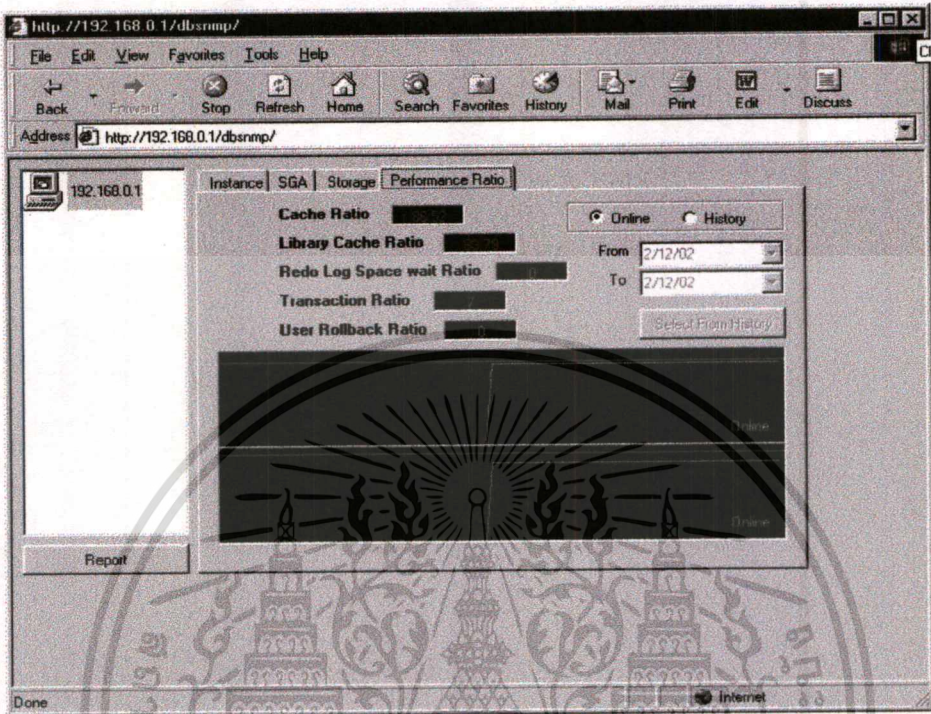 http://192.168.0.1/dbsnmp/
File Edit View Favorites Tools Help
Back Forward Stop Refresh Home Search Favorites History Mail Print Edit Discuss
Address http://192.168.0.1/dbsnmp/
192.168.0.1
Instance SGA Storage Performance Ratio
Cache Ratio
Online History
Library Cache Ratio
From 2/12/02
Redo Log Space wait Ratio 0
To 2/12/02
Transaction Ratio 2
User Rollback Ratio 0
Select From History
Online
Online
Report
Done
Internet